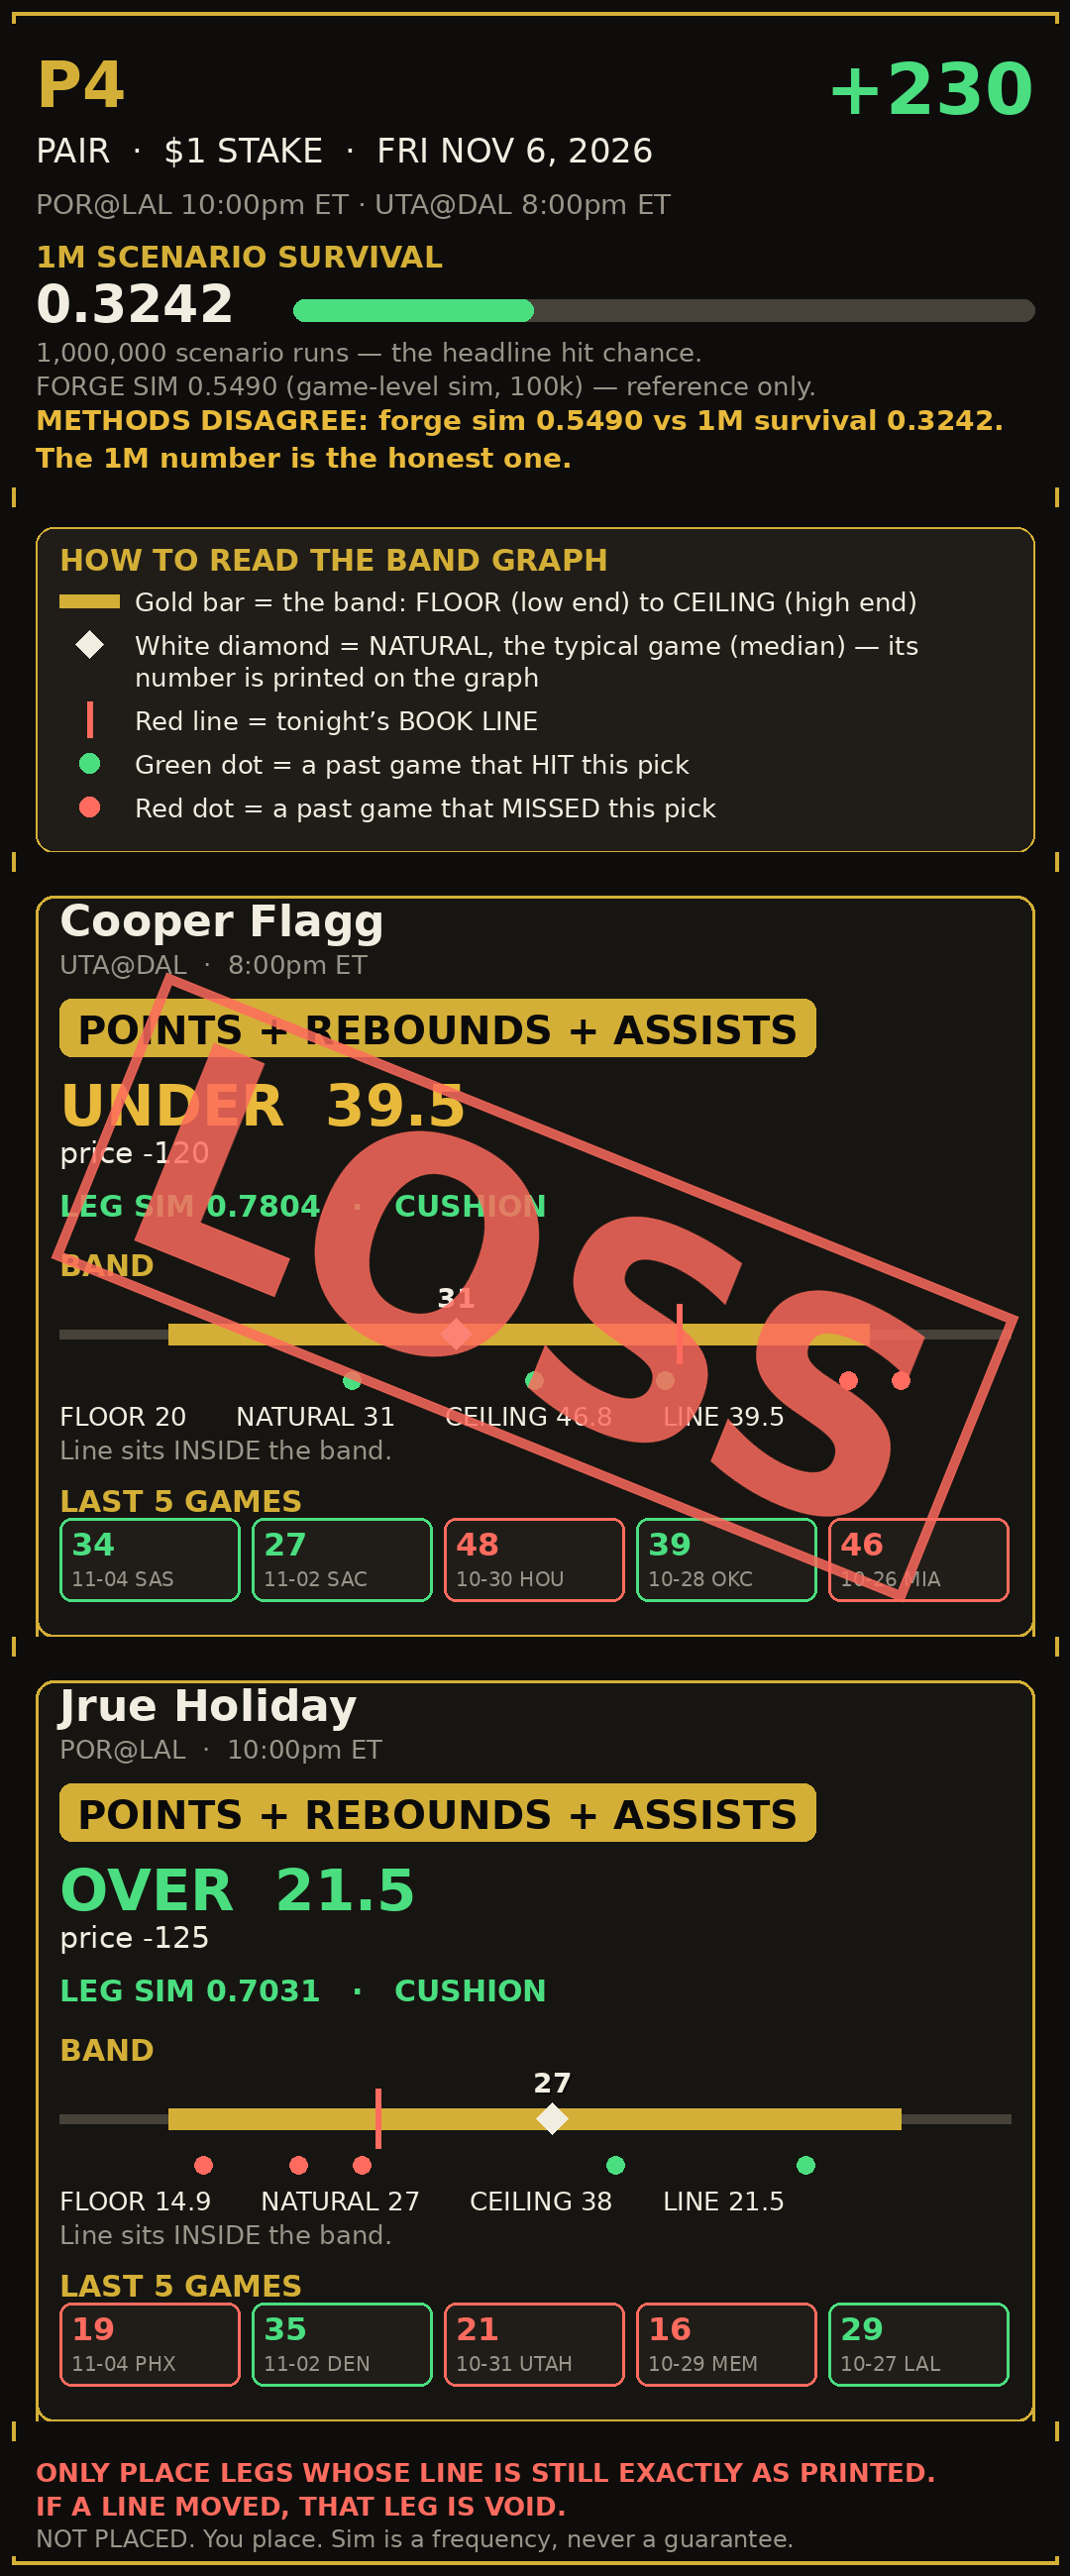 P4
+230
PAIR · $1 STAKE · FRI NOV 6, 2026
POR@LAL 10:00pm ET · UTA@DAL 8:00pm ET
1M SCENARIO SURVIVAL
0.3242
1,000,000 scenario runs — the headline hit chance.
FORGE SIM 0.5490 (game-level sim, 100k) — reference only.
METHODS DISAGREE: forge sim 0.5490 vs 1M survival 0.3242.
The 1M number is the honest one.
HOW TO READ THE BAND GRAPH
Gold bar = the band: FLOOR (low end) to CEILING (high end)
White diamond = NATURAL, the typical game (median) — its
number is printed on the graph
Red line = tonight’s BOOK LINE
Green dot = a past game that HIT this pick
Red dot = a past game that MISSED this pick
Cooper Flagg
UTA@DAL · 8:00pm ET
POINTS + REBOUNDS + ASSISTS
UNDER 39.5
price -120
LEG SIM 0.7804 · CUSHION
LOSS
BAND
31
FLOOR 20 NATURAL 31 CEILING 46.8 LINE 39.5
Line sits INSIDE the band.
LAST 5 GAMES
34 27 48 39 46
11-04 SAS 11-02 SAC 10-30 HOU 10-28 OKC 10-26 MIA
Jrue Holiday
POR@LAL · 10:00pm ET
POINTS + REBOUNDS + ASSISTS
OVER 21.5
price -125
LEG SIM 0.7031 · CUSHION
BAND
27
FLOOR 14.9 NATURAL 27 CEILING 38 LINE 21.5
Line sits INSIDE the band.
LAST 5 GAMES
19 35 21 16 29
11-04 PHX 11-02 DEN 10-31 UTAH 10-29 MEM 10-27 LAL
ONLY PLACE LEGS WHOSE LINE IS STILL EXACTLY AS PRINTED.
IF A LINE MOVED, THAT LEG IS VOID.
NOT PLACED. You place. Sim is a frequency, never a guarantee.